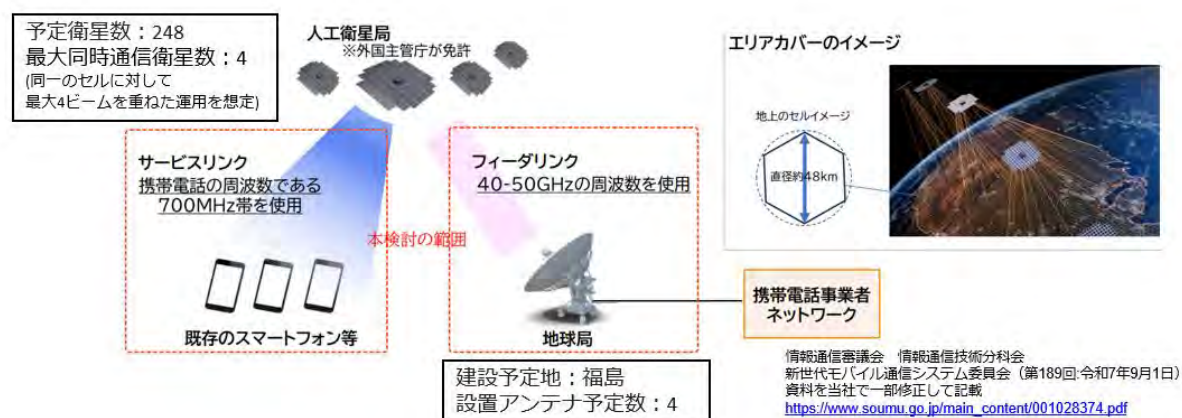 予定衛星数：248
最大同時通信衛星数：4
(同一のセルに対して
最大4ビームを重ねた運用を想定)
人工衛星局
※外国主管庁が免許
サービスリンク
携帯電話の周波数である
700MHz帯を使用
既存のスマートフォン等
本検討の範囲
フィーダリンク
40-50GHzの周波数を使用
地球局
建設予定地：福島
設置アンテナ予定数：4
携帯電話事業者
ネットワーク
エリアカバーのイメージ
地上のセルイメージ
直径約48km
情報通信審議会　情報通信技術分科会
新世代モバイル通信システム委員会（第189回:令和7年9月1日）
資料を当社で一部修正して記載
https://www.soumu.go.jp/main_content/001028374.pdf